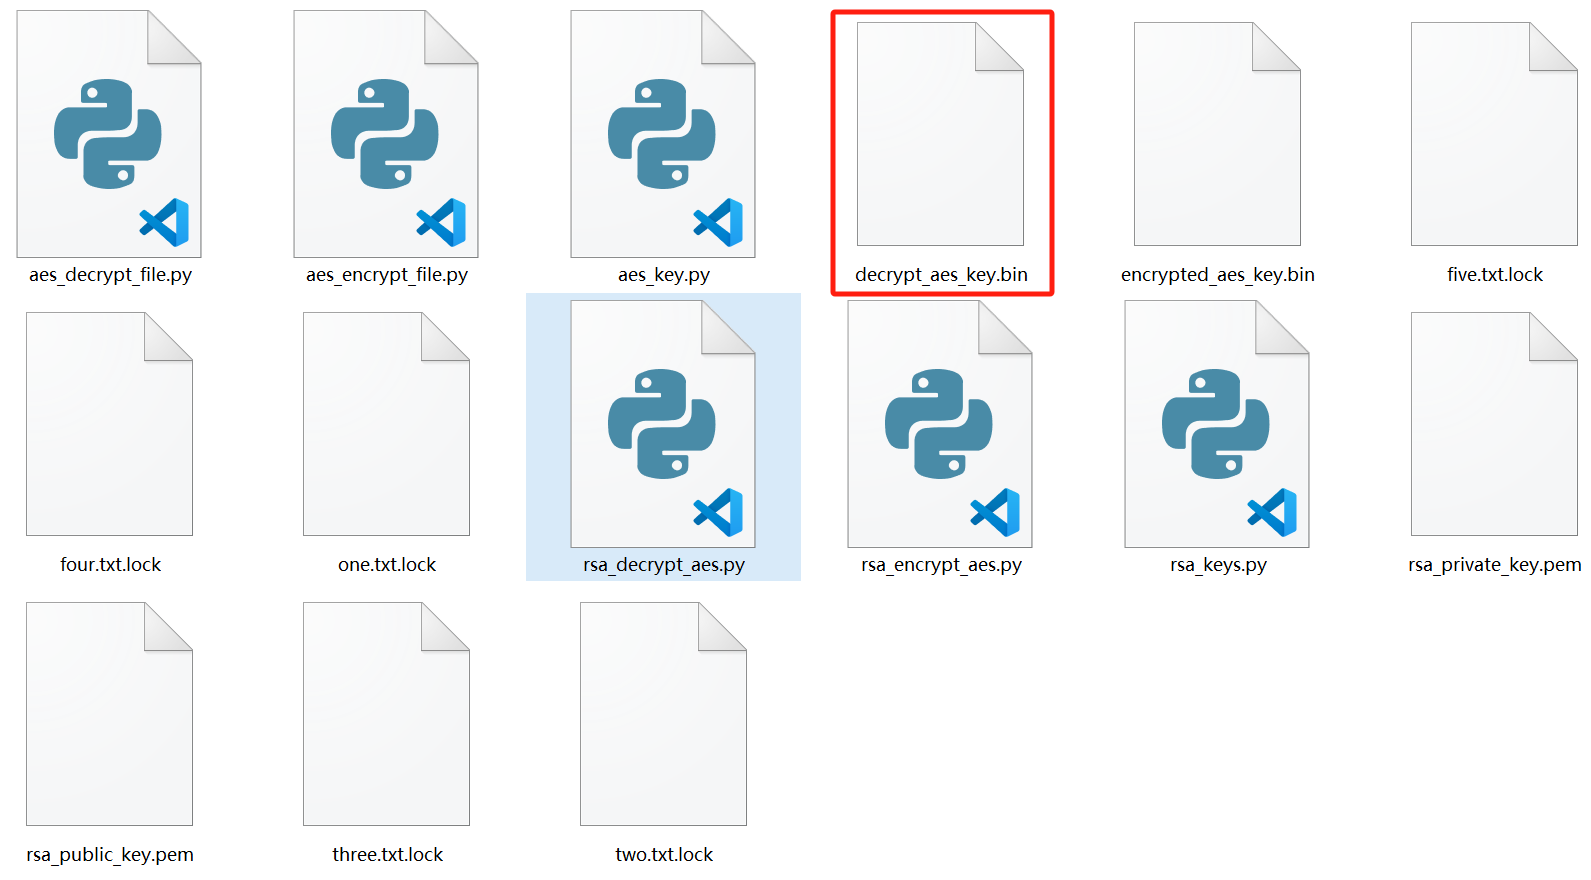 aes_decrypt_file.py
aes_encrypt_file.py
aes_key.py
decrypt_aes_key.bin
encrypted_aes_key.bin
five.txt.lock
four.txt.lock
one.txt.lock
rsa_decrypt_aes.py
rsa_encrypt_aes.py
rsa_keys.py
rsa_private_key.pem
rsa_public_key.pem
three.txt.lock
two.txt.lock